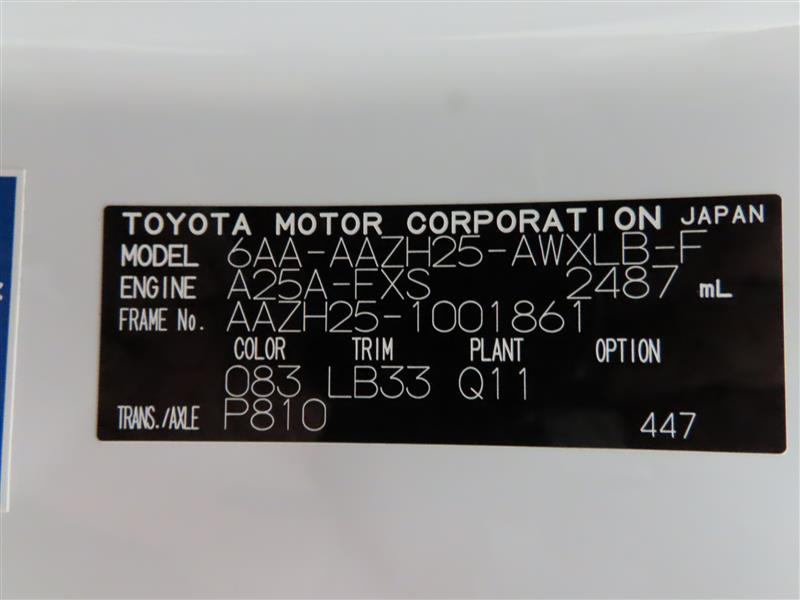 TOYOTA MOTOR CORPORATION JAPAN
MODEL 6AA-AAZH25-AWXLB-F
ENGINE A25A-FXS 2487 mL
FRAME No. AAZH25-1001861
COLOR TRIM PLANT OPTION
083 LB33 Q11
TRANS./AXLE P810 447